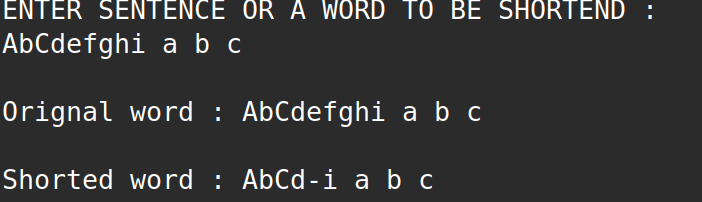 ENTER SENTENCE OR A WORD TO BE SHORTEND :
AbCdefghi a b c
Orignal word : AbCdefghi a b c
Shorted word : AbCd-i a b c